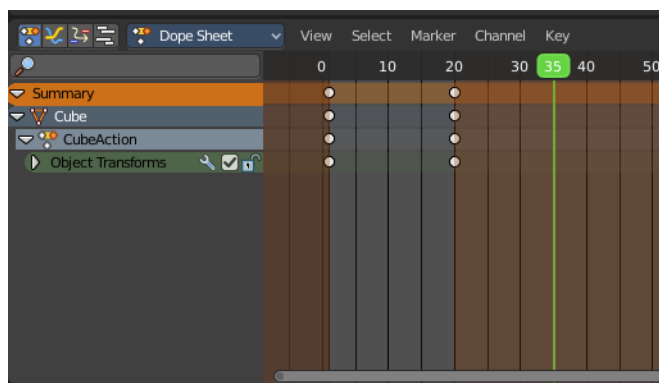 Dope Sheet View Select Marker Channel Key
0 10 20 30 35 40 50
Summary
Cube
CubeAction
Object Transforms